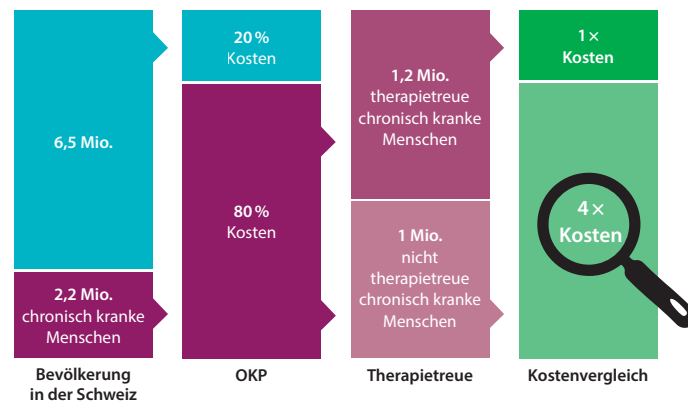 6,5 Mio.
2,2 Mio.
chronisch kranke
Menschen
Bevölkerung
in der Schweiz
20 %
Kosten
80 %
Kosten
OKP
1,2 Mio.
therapietreue
chronisch kranke
Menschen
1 Mio.
nicht
therapietreue
chronisch kranke
Menschen
Therapietreue
1 ×
Kosten
4 ×
Kosten
Kostenvergleich